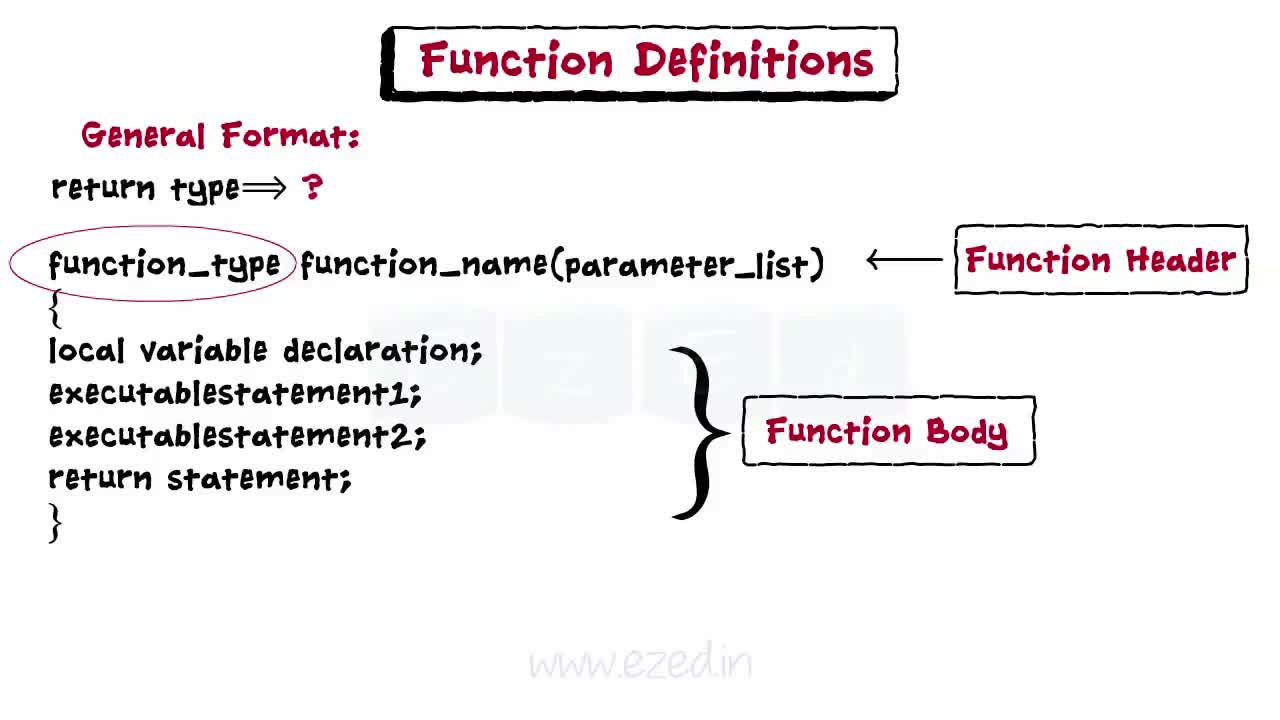 Function Definitions
General Format:
return type⟹ ?
function_type function_name(parameter_list) ← Function Header
{
local variable declaration;
executablestatement1;
executablestatement2;
} Function Body
return statement;
}
www.ezed.in